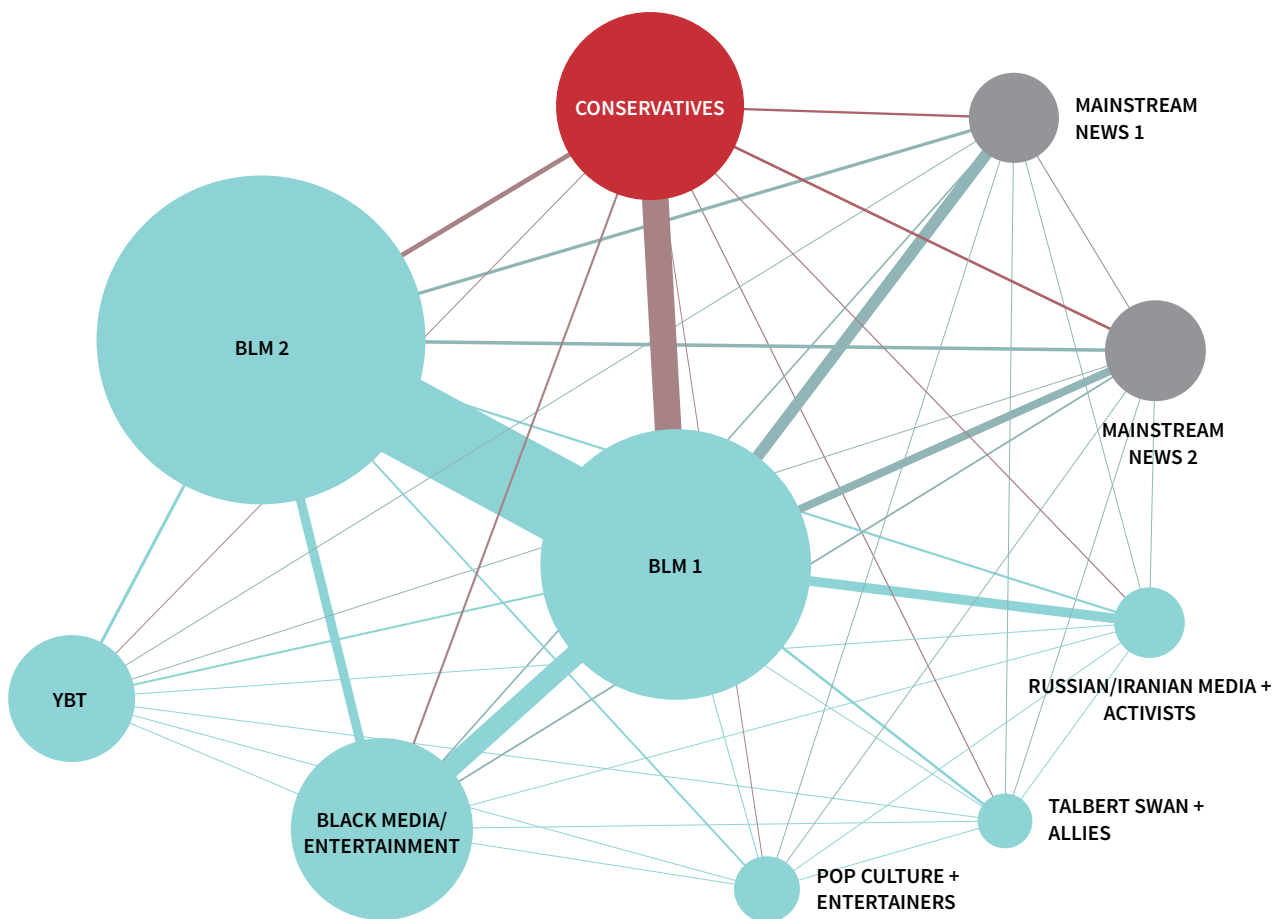 CONSERVATIVES
MAINSTREAM
NEWS 1
BLM 2
MAINSTREAM
NEWS 2
BLM 1
YBT
RUSSIAN/IRANIAN MEDIA +
ACTIVISTS
BLACK MEDIA/
ENTERTAINMENT
TALBERT SWAN +
ALLIES
POP CULTURE +
ENTERTAINERS